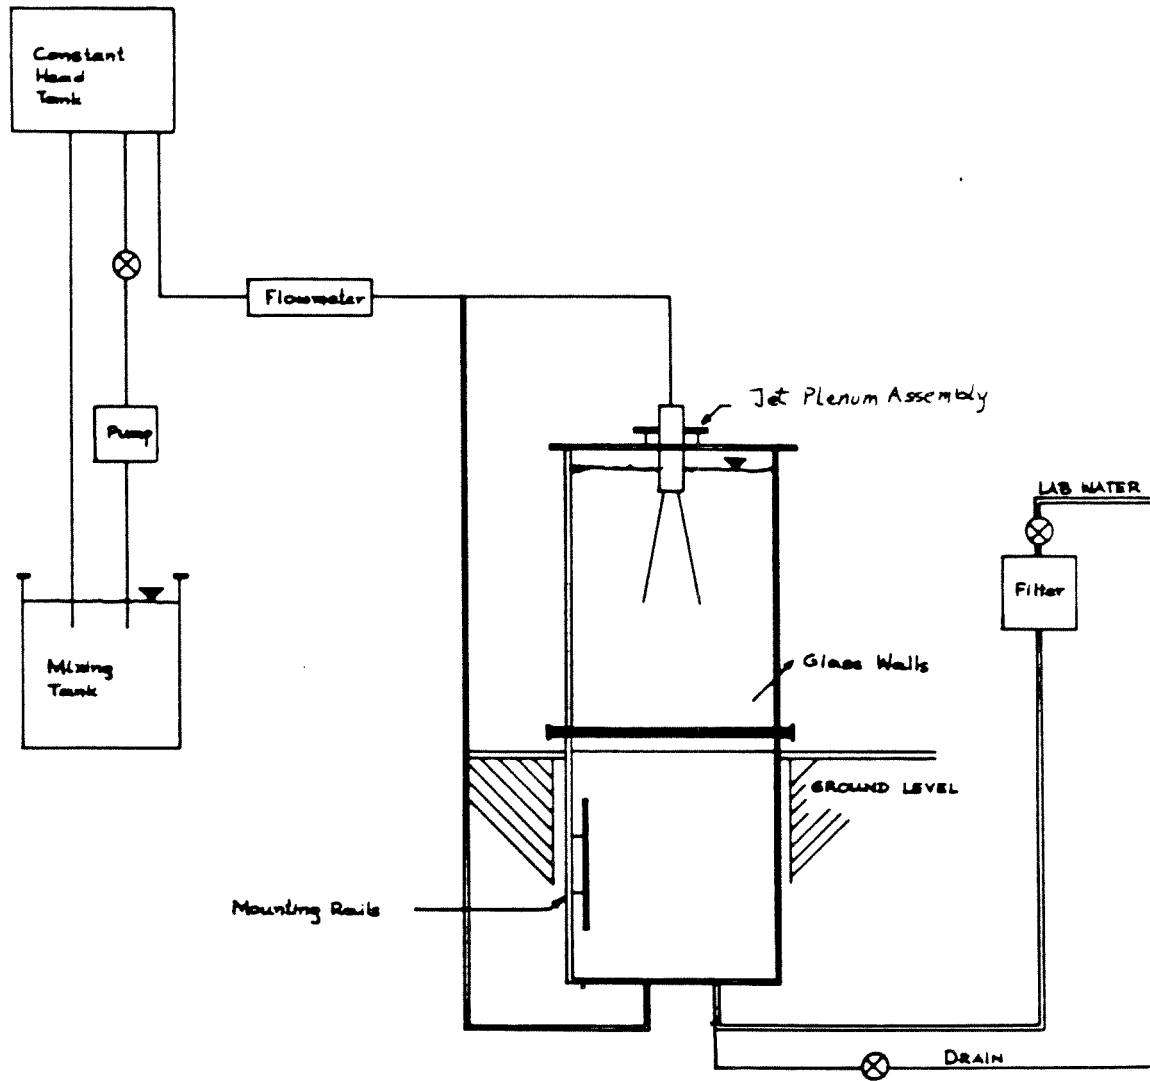 Constant
Head
Tank
Flowmeter
Jet Plenum Assembly
Pump
LAB WATER
Filter
Mixing
Tank
Glass Walls
GROUND LEVEL
Mounting Rails
DRAIN